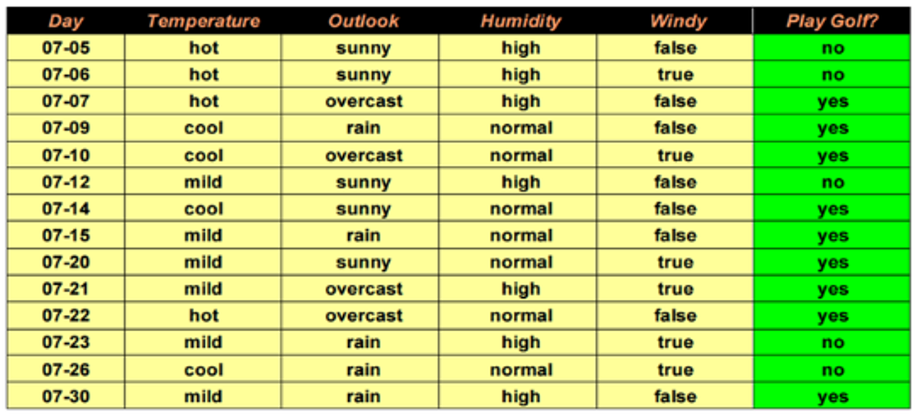 Day Temperature Outlook Humidity Windy Play Golf?
07-05 hot sunny high false no
07-06 hot sunny high true no
07-07 hot overcast high false yes
07-09 cool rain normal false yes
07-10 cool overcast normal true yes
07-12 mild sunny high false no
07-14 cool sunny normal false yes
07-15 mild rain normal false yes
07-20 mild sunny normal true yes
07-21 mild overcast high true yes
07-22 hot overcast normal false yes
07-23 mild rain high true no
07-26 cool rain normal true no
07-30 mild rain high false yes